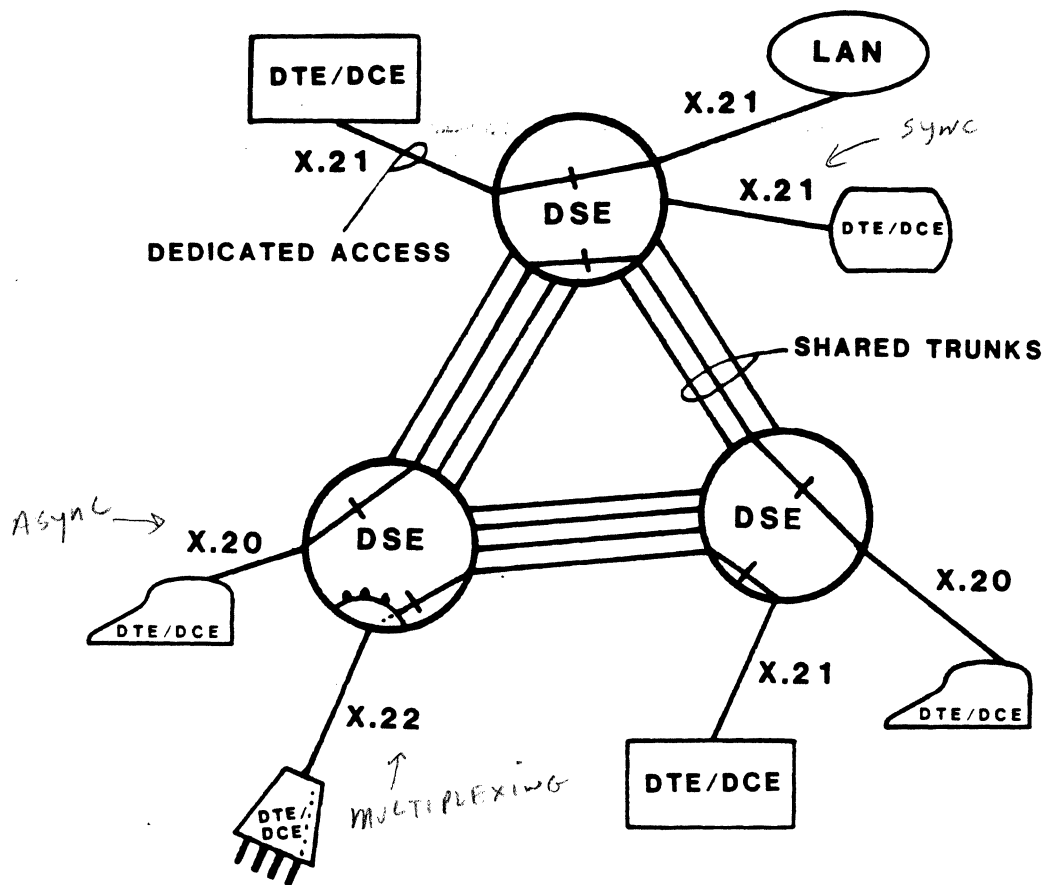 LAN
DTE/DCE
X.21
SYNC
X.21
X.21
DSE
DTE/DCE
DEDICATED ACCESS
SHARED TRUNKS
ASYNC
X.20
DSE
DSE
X.20
DTE/DCE
X.21
DTE/DCE
X.22
DTE/DCE
MULTIPLEXING
DTE/
DCE